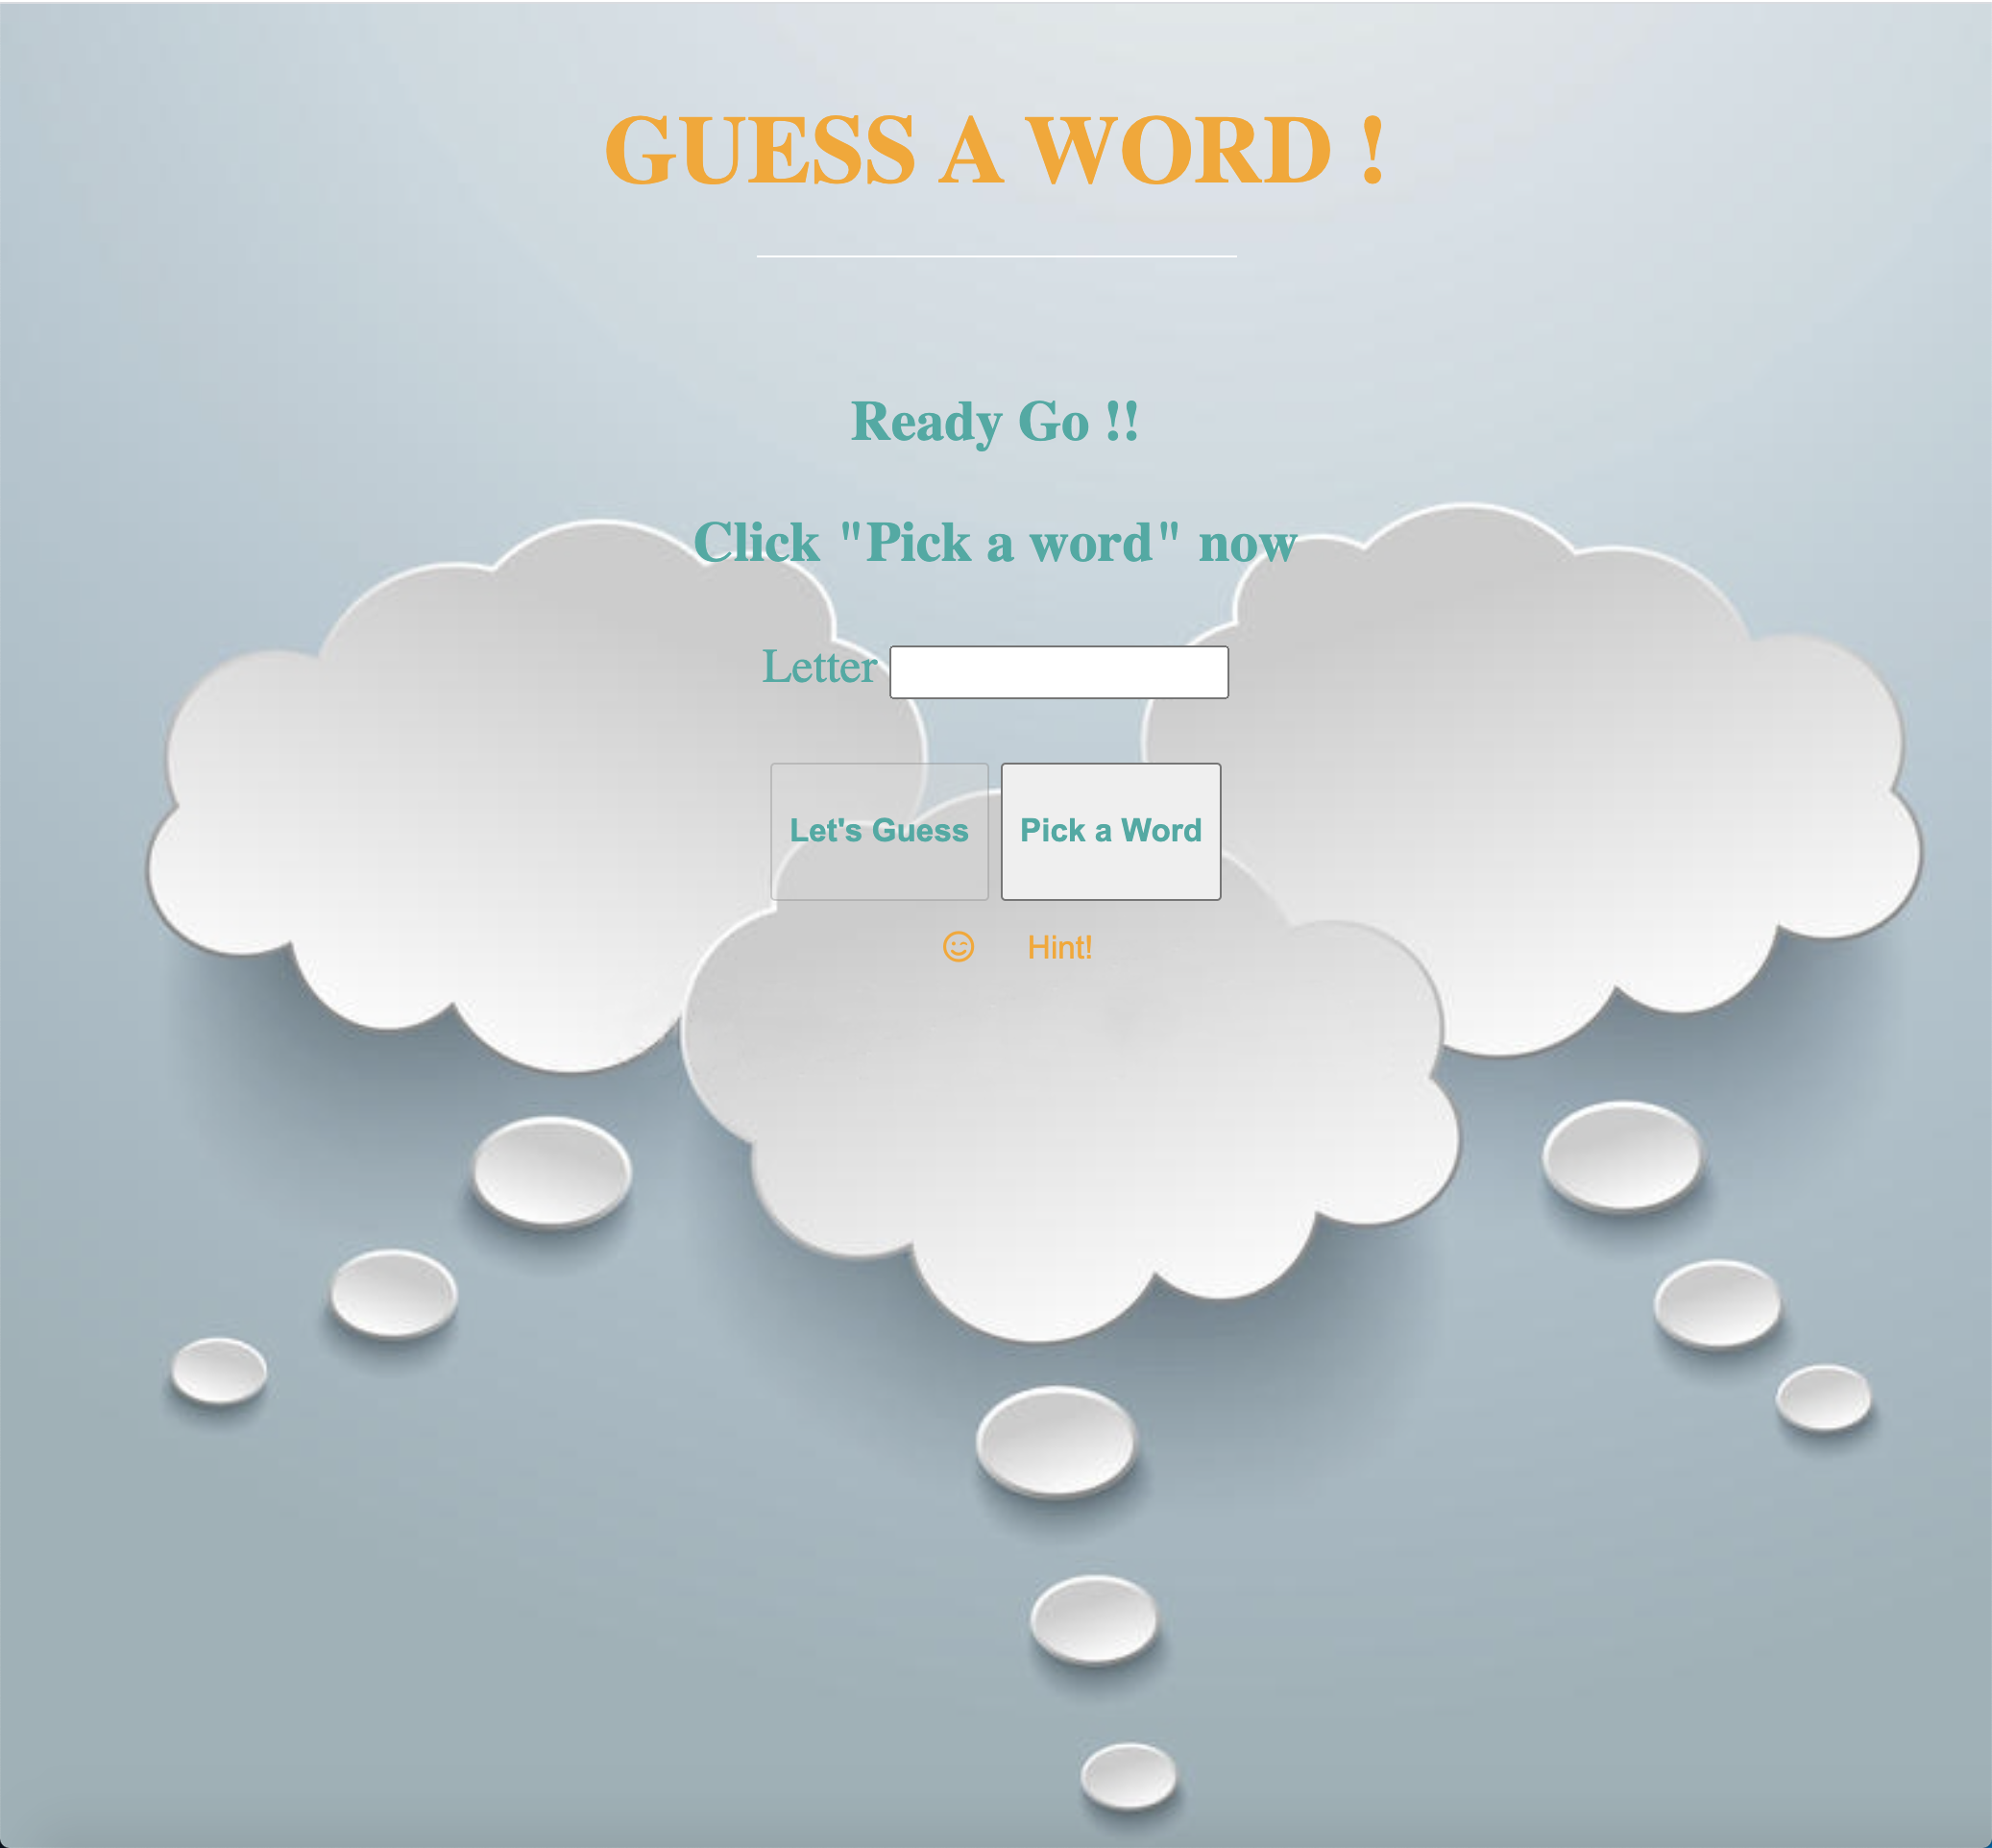 GUESS A WORD !
Ready Go !!
Click "Pick a word" now
Letter
Let's Guess Pick a Word
Hint!